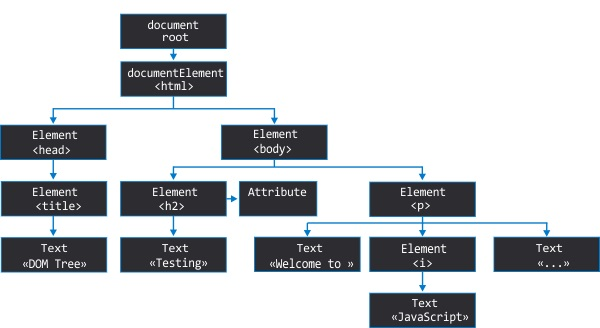 document
root
documentElement
<html>
Element
<head>
Element
<body>
Element
<title>
Element
<h2>
Attribute
Element
<p>
Text
«DOM Tree»
Text
«Testing»
Text
«Welcome to »
Element
<i>
Text
«...»
Text
«JavaScript»